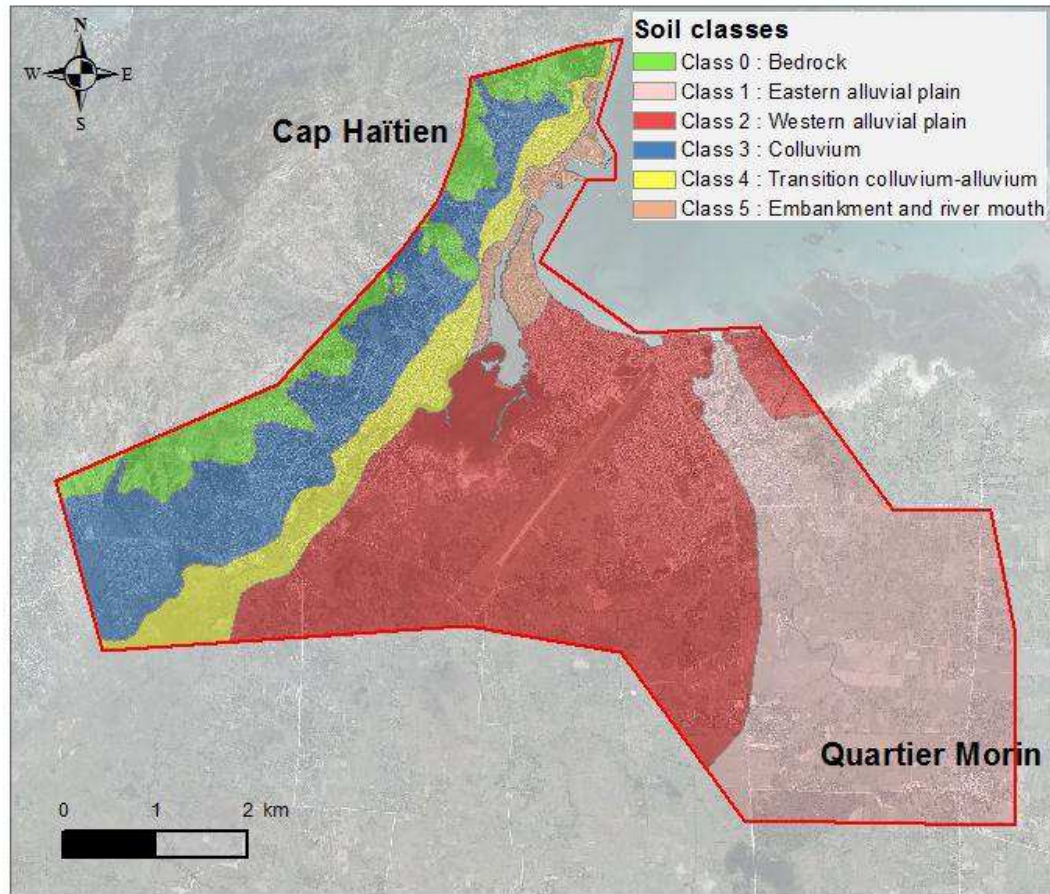 N
W E
S
Soil classes
Class 0 : Bedrock
Class 1 : Eastern alluvial plain
Class 2 : Western alluvial plain
Class 3 : Colluvium
Class 4 : Transition colluvium-alluvium
Class 5 : Embankment and river mouth
Cap Haïtien
Quartier Morin
0 1 2 km